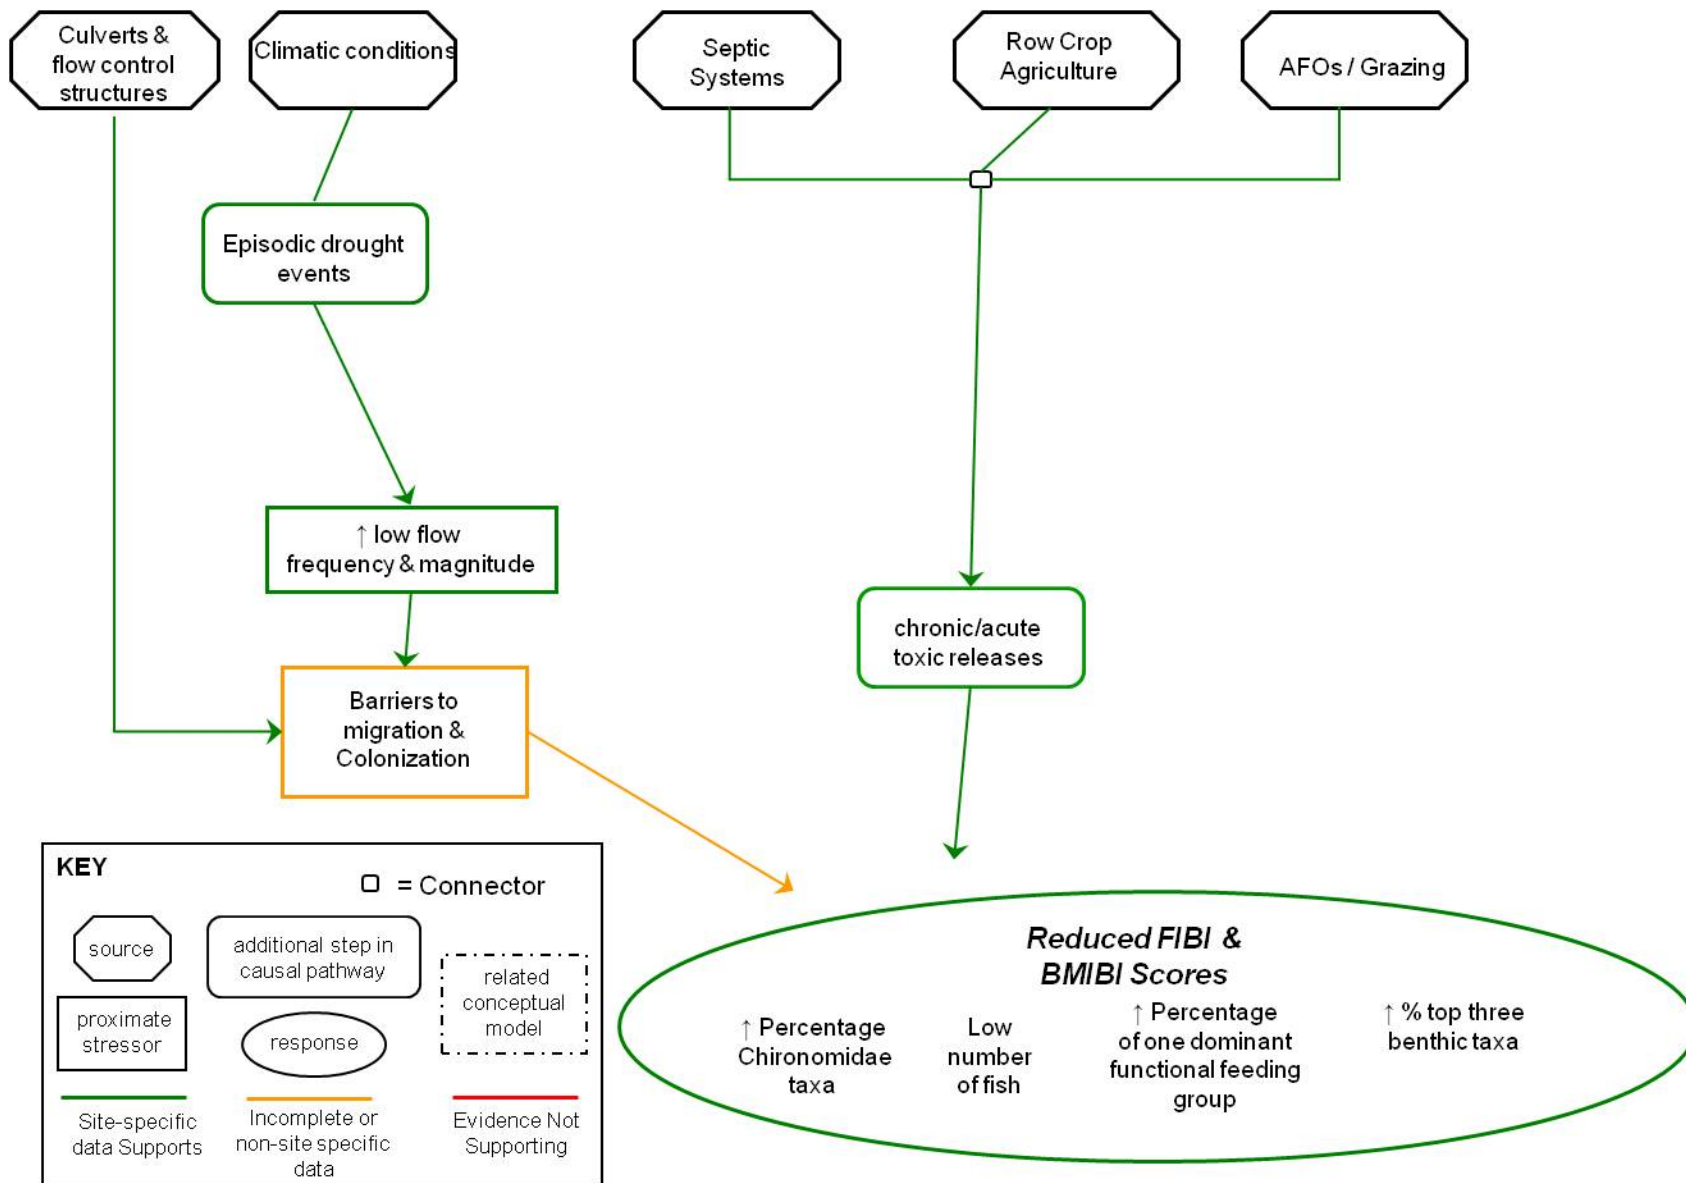 Culverts &
flow control
structures
Climatic conditions
Septic
Systems
Row Crop
Agriculture
AFOs / Grazing
Episodic drought
events
↑ low flow
frequency & magnitude
chronic/acute
toxic releases
Barriers to
migration &
Colonization
Reduced FIBI &
BMIBI Scores
↑ Percentage
Chironomidae
taxa
Low
number
of fish
↑ Percentage
of one dominant
functional feeding
group
↑ % top three
benthic taxa
KEY
= Connector
source
additional step in
causal pathway
related
conceptual
model
proximate
stressor
response
Site-specific
data Supports
Incomplete or
non-site specific
data
Evidence Not
Supporting